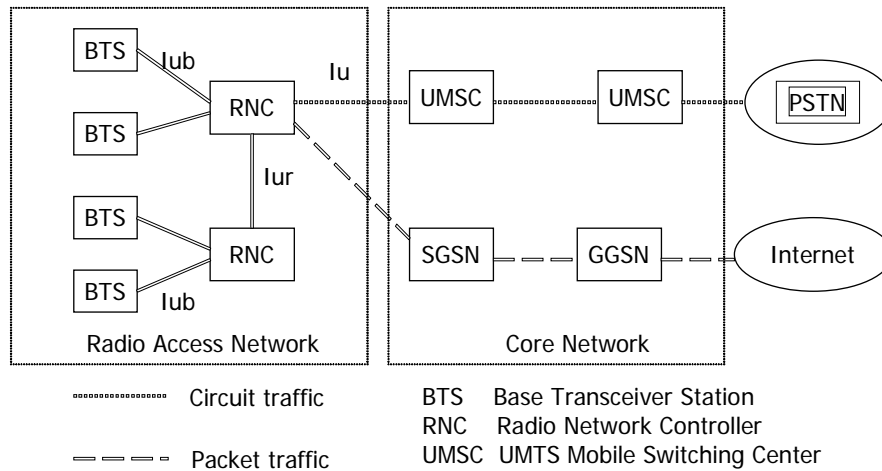 BTS
Iub
Iu
RNC
UMSC
UMSC
PSTN
BTS
Iur
BTS
RNC
SGSN
GGSN
Internet
BTS
Iub
Radio Access Network
Core Network
Circuit traffic
BTS Base Transceiver Station
RNC Radio Network Controller
Packet traffic
UMSC UMTS Mobile Switching Center